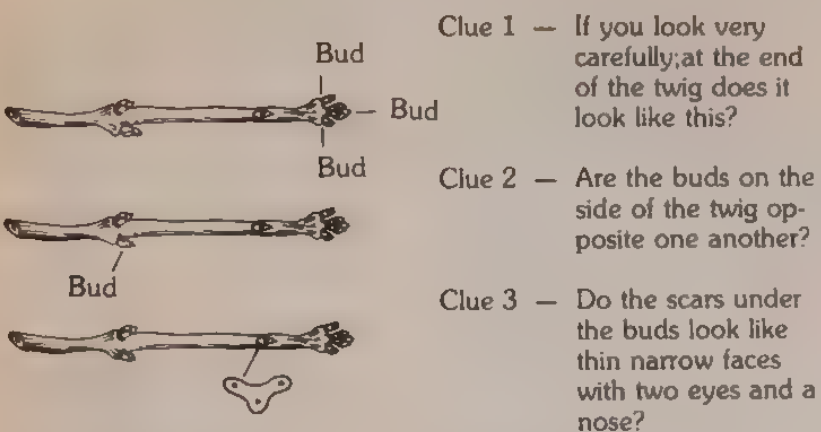 Bud
Bud
Bud
Bud
Clue 1 — If you look very
carefully;at the end
of the twig does it
look like this?
Clue 2 — Are the buds on the
side of the twig op-
posite one another?
Clue 3 — Do the scars under
the buds look like
thin narrow faces
with two eyes and a
nose?